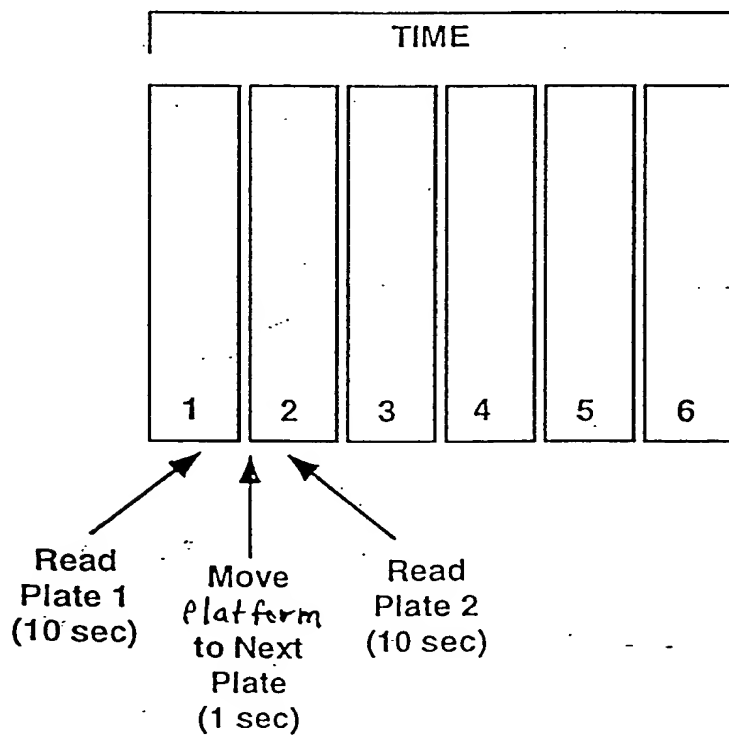 TIME
1 2 3 4 5 6
Read
Plate 1
(10 sec)
Move
Platform
to Next
Plate
(1 sec)
Read
Plate 2
(10 sec)